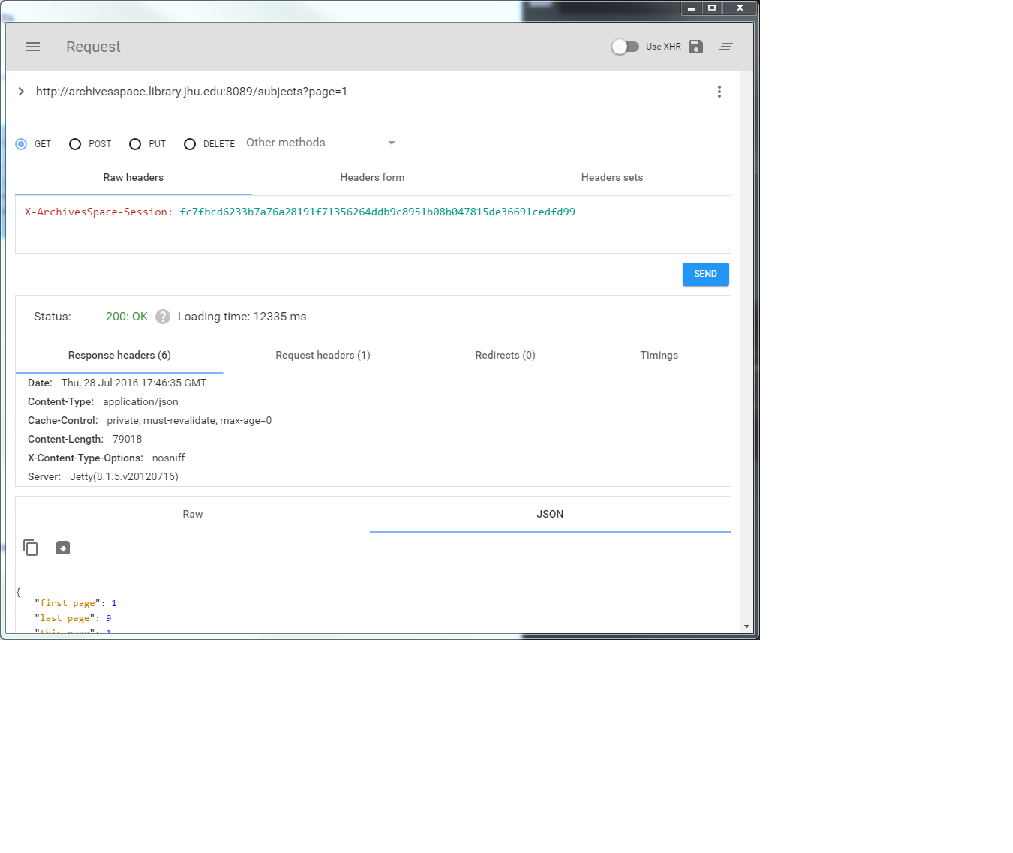 Request
Use XHR
http://archivesspace.library.jhu.edu:8089/subjects?page=1
GET POST PUT DELETE Other methods
Raw headers Headers form Headers sets
X-ArchivesSpace-Session: fc7fbcd6233b7a76a28191f71356264ddb9c8951b08b047815de36691cedfd99
SEND
Status: 200: OK Loading time: 12335 ms
Response headers (6) Request headers (1) Redirects (0) Timings
Date: Thu, 28 Jul 2016 17:46:35 GMT
Content-Type: application/json
Cache-Control: private, must-revalidate, max-age=0
Content-Length: 79018
X-Content-Type-Options: nosniff
Server: Jetty(8.1.5.v20120716)
Raw JSON
{
"first_page": 1
"last_page": 9
"this_page": 1